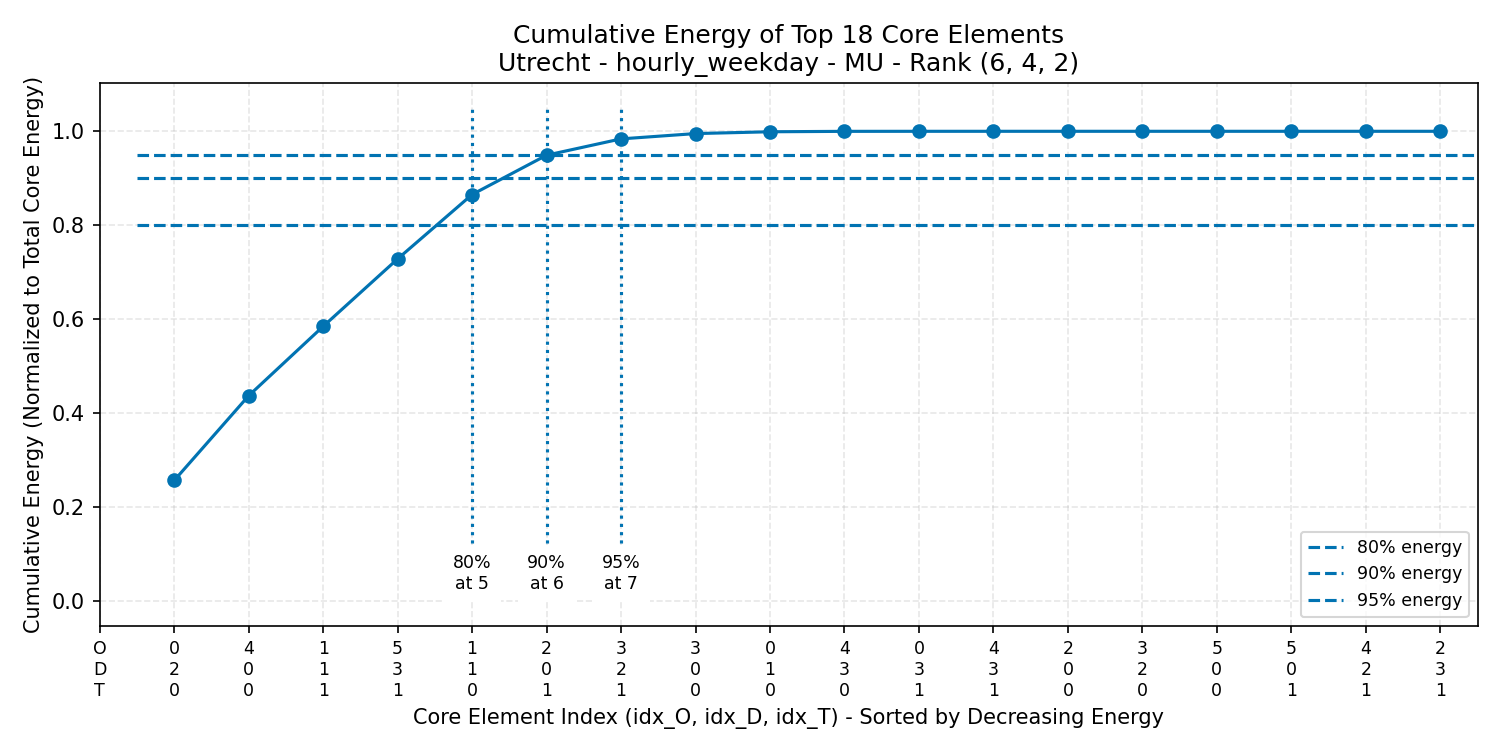 Cumulative Energy of Top 18 Core Elements
Utrecht - hourly_weekday - MU - Rank (6, 4, 2)
Cumulative Energy (Normalized to Total Core Energy)
1.0
0.8
0.6
0.4
0.2
0.0
80% 90% 95%
at 5 at 6 at 7
80% energy
90% energy
95% energy
O 0 4 1 5 1 2 3 3 0 4 0 4 2 3 5 5 4 2
D 2 0 1 3 1 0 2 0 1 3 3 3 0 2 0 0 2 3
T 0 0 1 1 0 1 1 0 0 0 1 1 0 0 0 1 1 1
Core Element Index (idx_O, idx_D, idx_T) - Sorted by Decreasing Energy